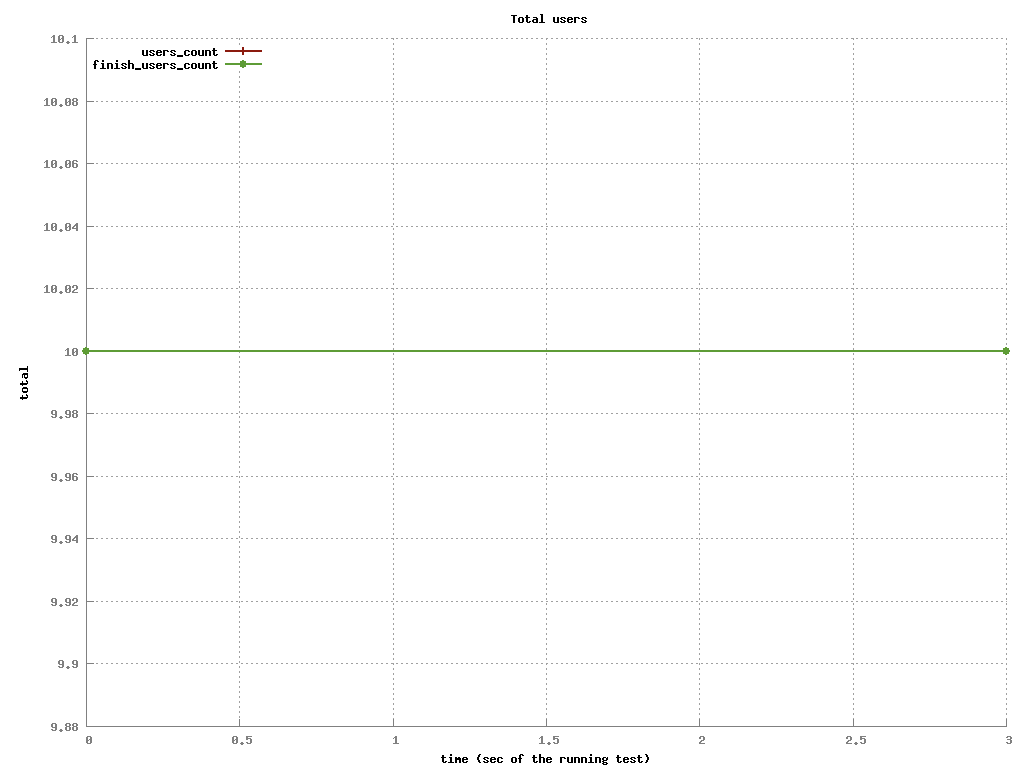 Total users
10.1
users_count
finish_users_count
10.08
10.06
10.04
10.02
10
total
9.98
9.96
9.94
9.92
9.9
9.88
0 0.5 1 1.5 2 2.5 3
time (sec of the running test)